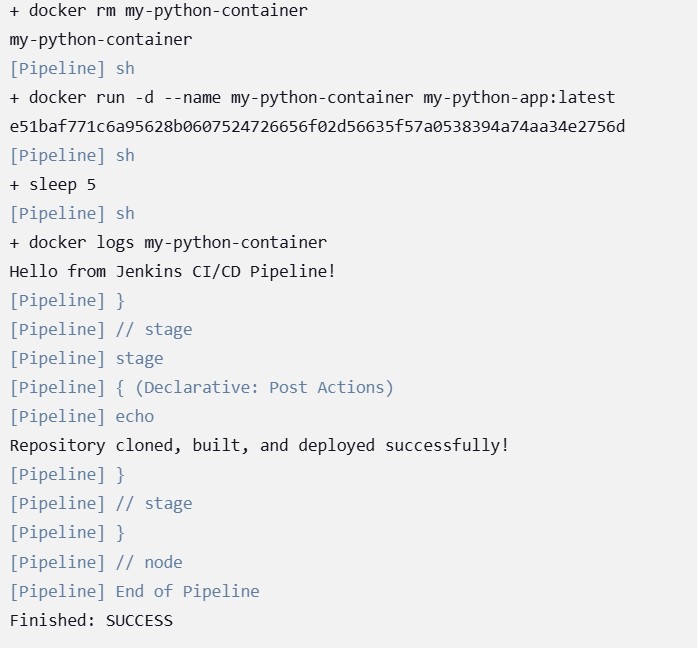 + docker rm my-python-container
my-python-container
[Pipeline] sh
+ docker run -d --name my-python-container my-python-app:latest
e51baf771c6a95628b0607524726656f02d56635f57a0538394a74aa34e2756d
[Pipeline] sh
+ sleep 5
[Pipeline] sh
+ docker logs my-python-container
Hello from Jenkins CI/CD Pipeline!
[Pipeline] }
[Pipeline] // stage
[Pipeline] stage
[Pipeline] { (Declarative: Post Actions)
[Pipeline] echo
Repository cloned, built, and deployed successfully!
[Pipeline] }
[Pipeline] // stage
[Pipeline] }
[Pipeline] // node
[Pipeline] End of Pipeline
Finished: SUCCESS